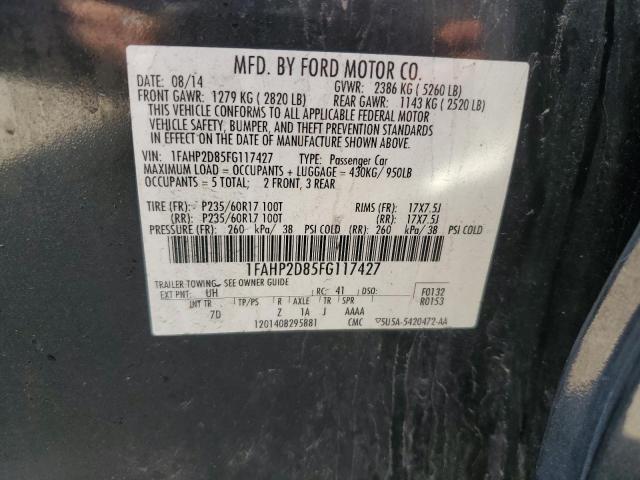 MFD. BY FORD MOTOR CO.
DATE: 08/14 GVWR: 2386 KG ( 5260 LB)
FRONT GAWR: 1279 KG ( 2820 LB) REAR GAWR: 1143 KG ( 2520 LB)
THIS VEHICLE CONFORMS TO ALL APPLICABLE FEDERAL MOTOR
VEHICLE SAFETY, BUMPER, AND THEFT PREVENTION STANDARDS
IN EFFECT ON THE DATE OF MANUFACTURE SHOWN ABOVE.
VIN: 1FAHP2D85FG117427 TYPE: Passenger Car
MAXIMUM LOAD = OCCUPANTS + LUGGAGE = 430KG/ 950LB
OCCUPANTS = 5 TOTAL; 2 FRONT, 3 REAR
TIRE (FR): P235/60R17 100T RIMS (FR): 17X7.5J
(RR): P235/60R17 100T (RR): 17X7.5J
PRESSURE (FR): 260 kPa/ 38 PSI COLD (RR): 260 kPa/ 38 PSI COLD
1FAHP2D85FG117427
TRAILER TOWING- SEE OWNER GUIDE
EXT PNT: UH RC: 41 DSO: F0132
INT TR TP/PS R AXLE TR SPR R0153
7D Z 1A J AAAA
1201408295881 CMC ▽5U5A-5420472-AA